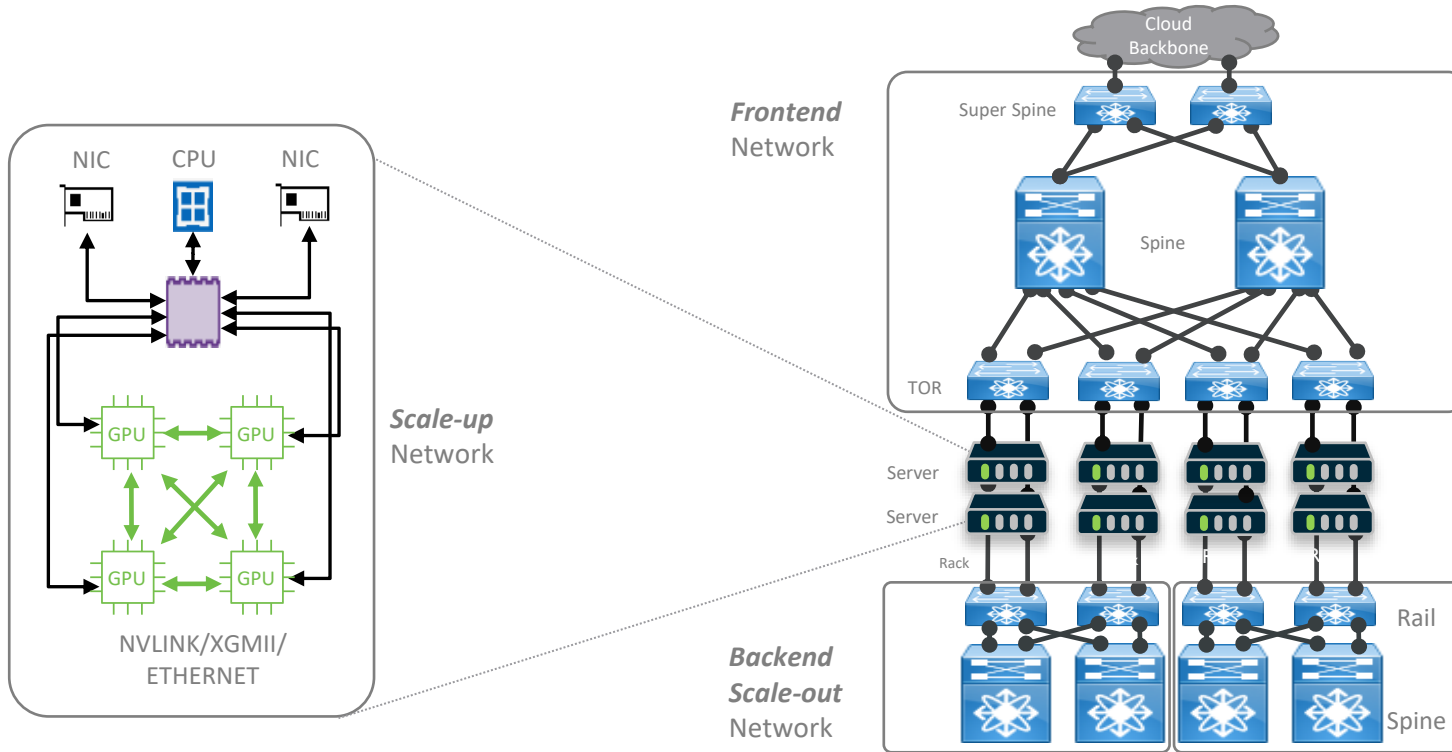 Cloud
Backbone
Frontend
Network
Super Spine
Spine
TOR
NIC
CPU
NIC
GPU
GPU
GPU
GPU
NVLINK/XGMII/
ETHERNET
Scale-up
Network
Server
Server
Rack
R
Rail
Backend
Scale-out
Network
Spine